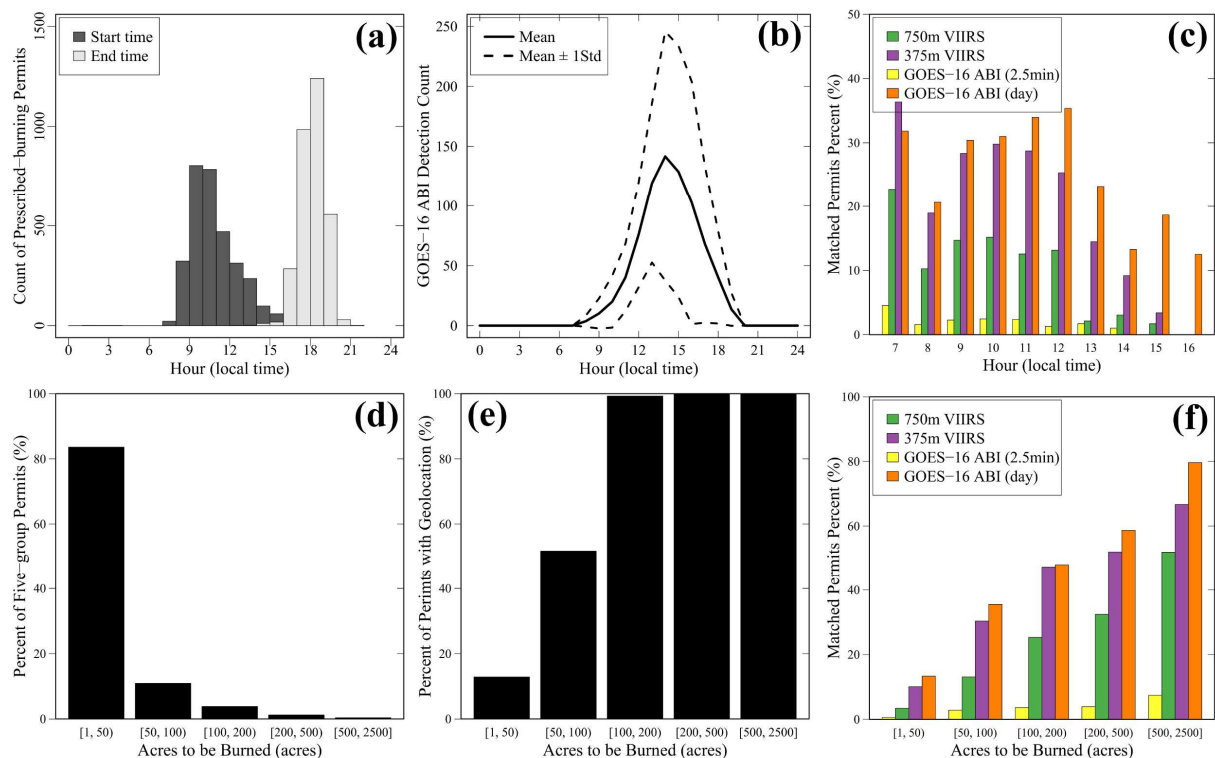 (a)
Start time
End time
Count of Prescribed−burning Permits
0
500
1000
1500
0 3 6 9 12 15 18 21 24
Hour (local time)
(b)
Mean
Mean ± 1Std
GOES−16 ABI Detection Count
0
50
100
150
200
250
0 3 6 9 12 15 18 21 24
Hour (local time)
(c)
750m VIIRS
375m VIIRS
GOES−16 ABI (2.5min)
GOES−16 ABI (day)
Matched Permits Percent (%)
0
10
20
30
40
50
7 8 9 10 11 12 13 14 15 16
Hour (local time)
(d)
Percent of Five−group Permits (%)
0
20
40
60
80
100
[1, 50) [50, 100) [100, 200) [200, 500) [500, 2500]
Acres to be Burned (acres)
(e)
Percent of Perimts with Geolocation (%)
0
20
40
60
80
100
[1, 50) [50, 100) [100, 200) [200, 500) [500, 2500]
Acres to be Burned (acres)
(f)
750m VIIRS
375m VIIRS
GOES−16 ABI (2.5min)
GOES−16 ABI (day)
Matched Permits Percent (%)
0
20
40
60
80
100
[1, 50) [50, 100) [100, 200) [200, 500) [500, 2500]
Acres to be Burned (acres)